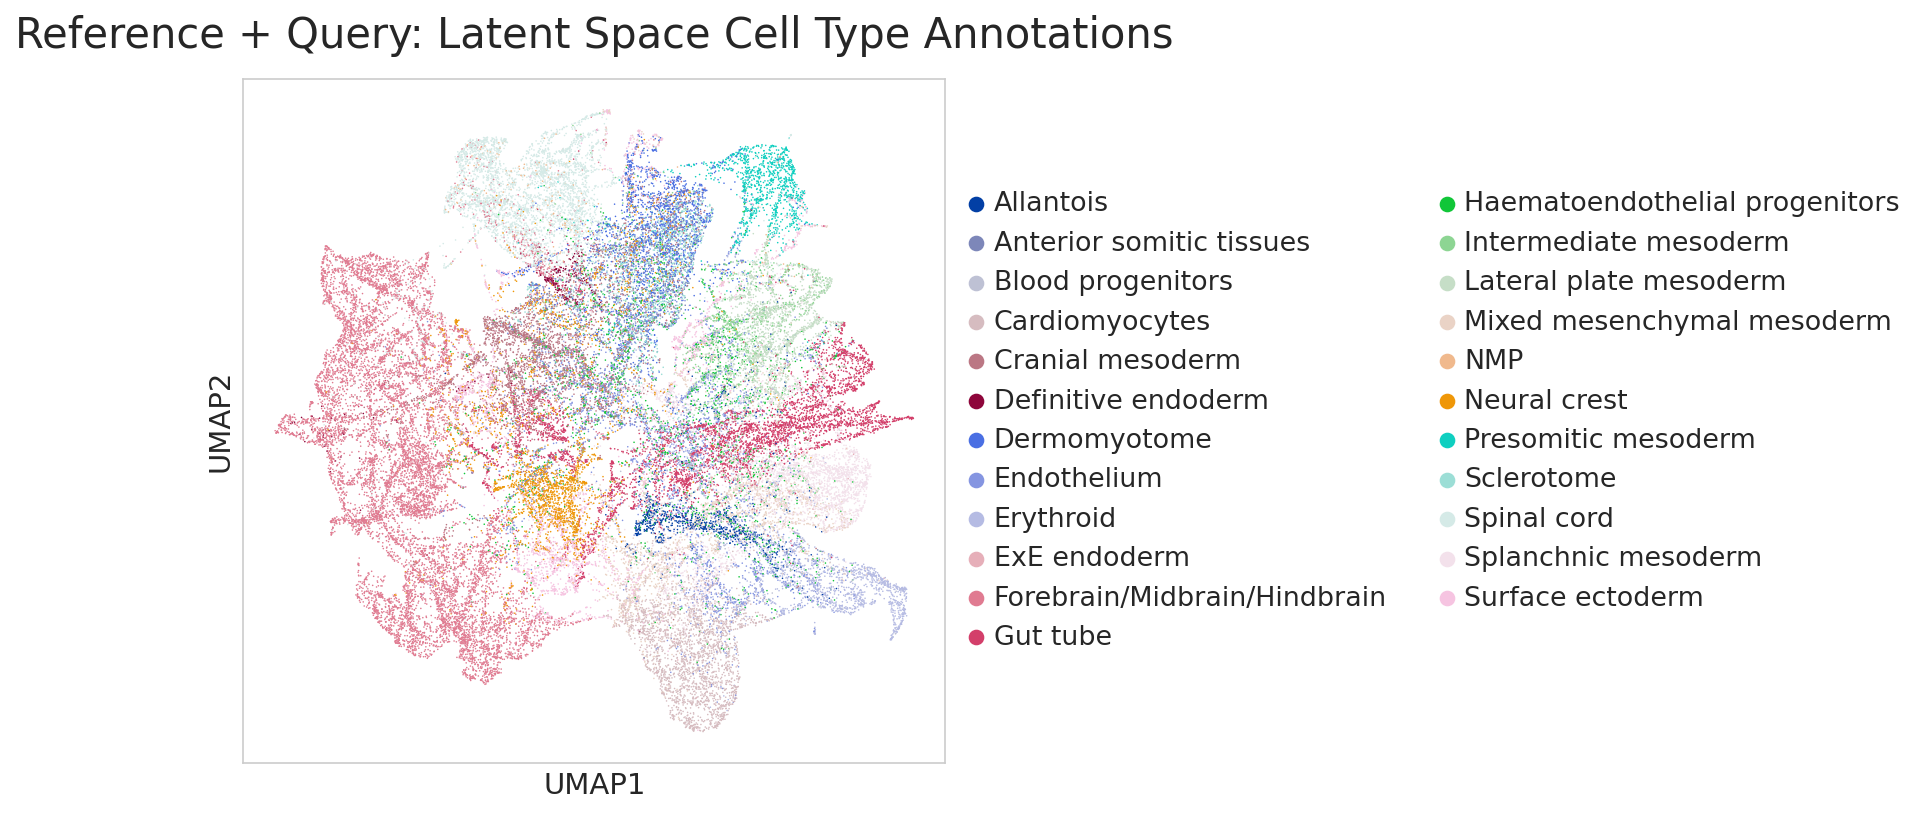 Reference + Query: Latent Space Cell Type Annotations
UMAP2
UMAP1
Allantois
Anterior somitic tissues
Blood progenitors
Cardiomyocytes
Cranial mesoderm
Definitive endoderm
Dermomyotome
Endothelium
Erythroid
ExE endoderm
Forebrain/Midbrain/Hindbrain
Gut tube
Haematoendothelial progenitors
Intermediate mesoderm
Lateral plate mesoderm
Mixed mesenchymal mesoderm
NMP
Neural crest
Presomitic mesoderm
Sclerotome
Spinal cord
Splanchnic mesoderm
Surface ectoderm